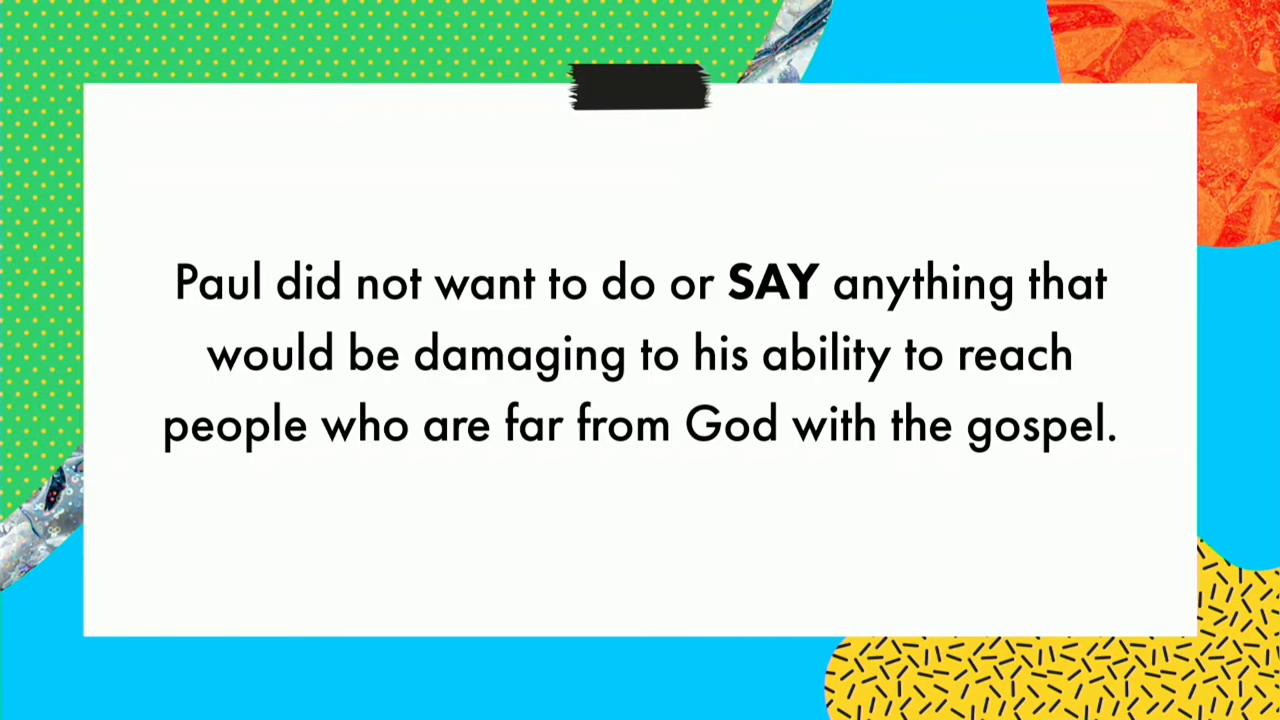 Paul did not want to do or SAY anything that
would be damaging to his ability to reach
people who are far from God with the gospel.